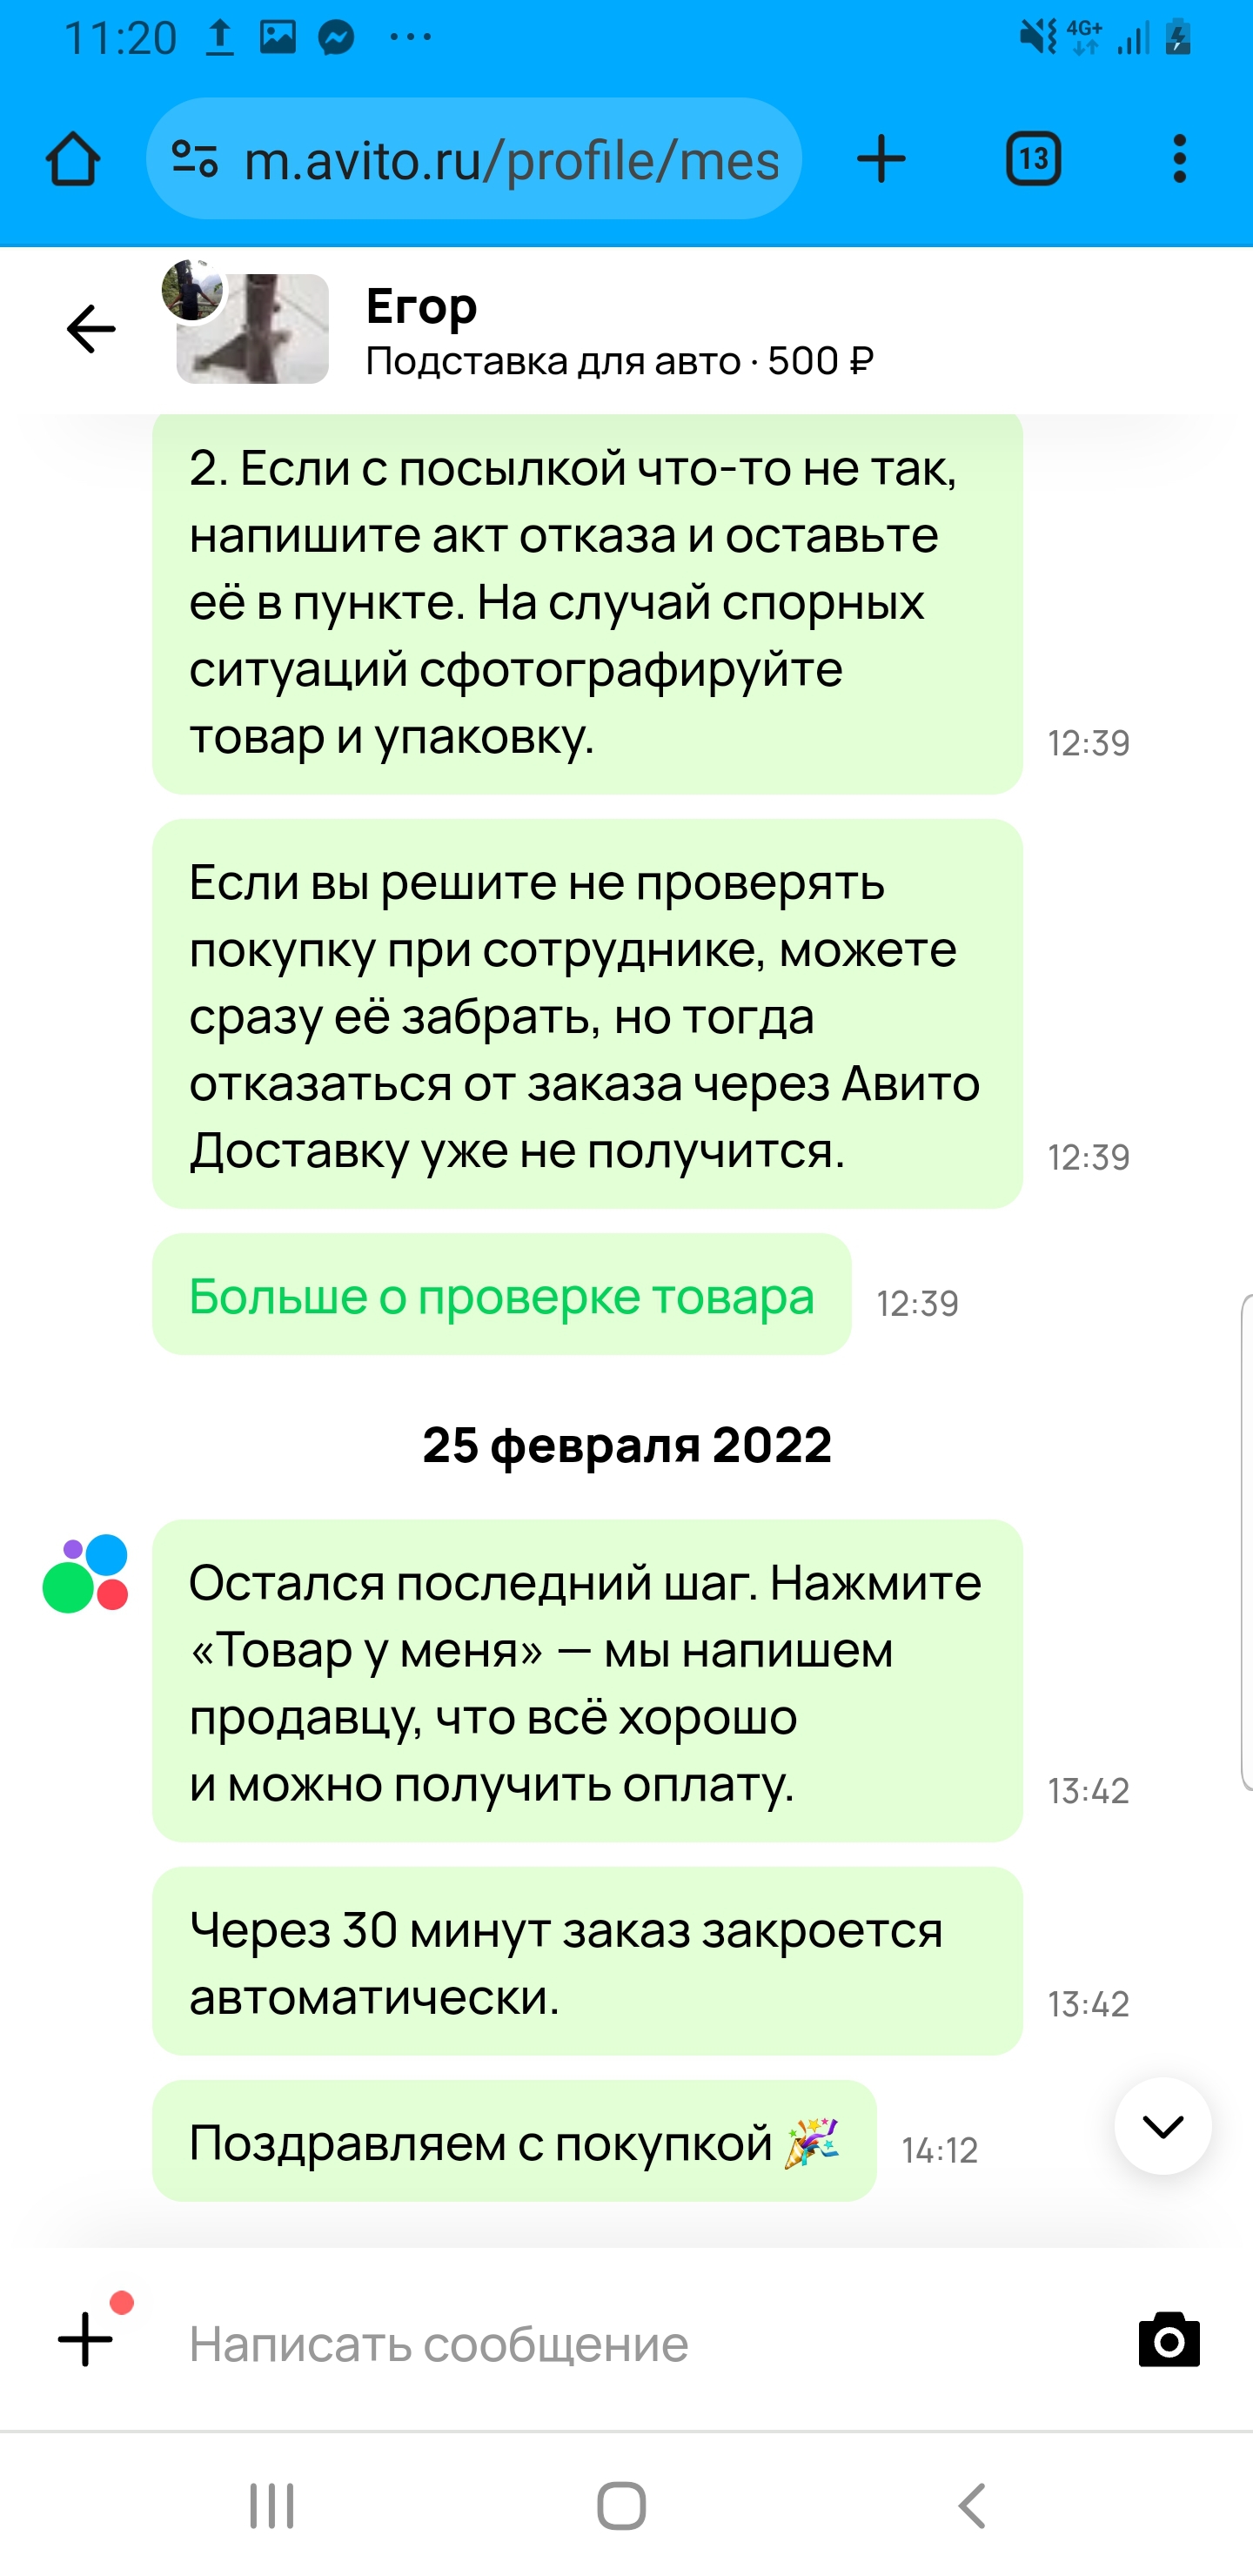 11:20
4G+
m.avito.ru/profile/mes
13
Егор
Подставка для авто · 500 ₽
2. Если с посылкой что-то не так,
напишите акт отказа и оставьте
её в пункте. На случай спорных
ситуаций сфотографируйте
товар и упаковку.
12:39
Если вы решите не проверять
покупку при сотруднике, можете
сразу её забрать, но тогда
отказаться от заказа через Авито
Доставку уже не получится.
12:39
Больше о проверке товара
12:39
25 февраля 2022
Остался последний шаг. Нажмите
«Товар у меня» — мы напишем
продавцу, что всё хорошо
и можно получить оплату.
13:42
Через 30 минут заказ закроется
автоматически.
13:42
Поздравляем с покупкой 🎉
14:12
Написать сообщение